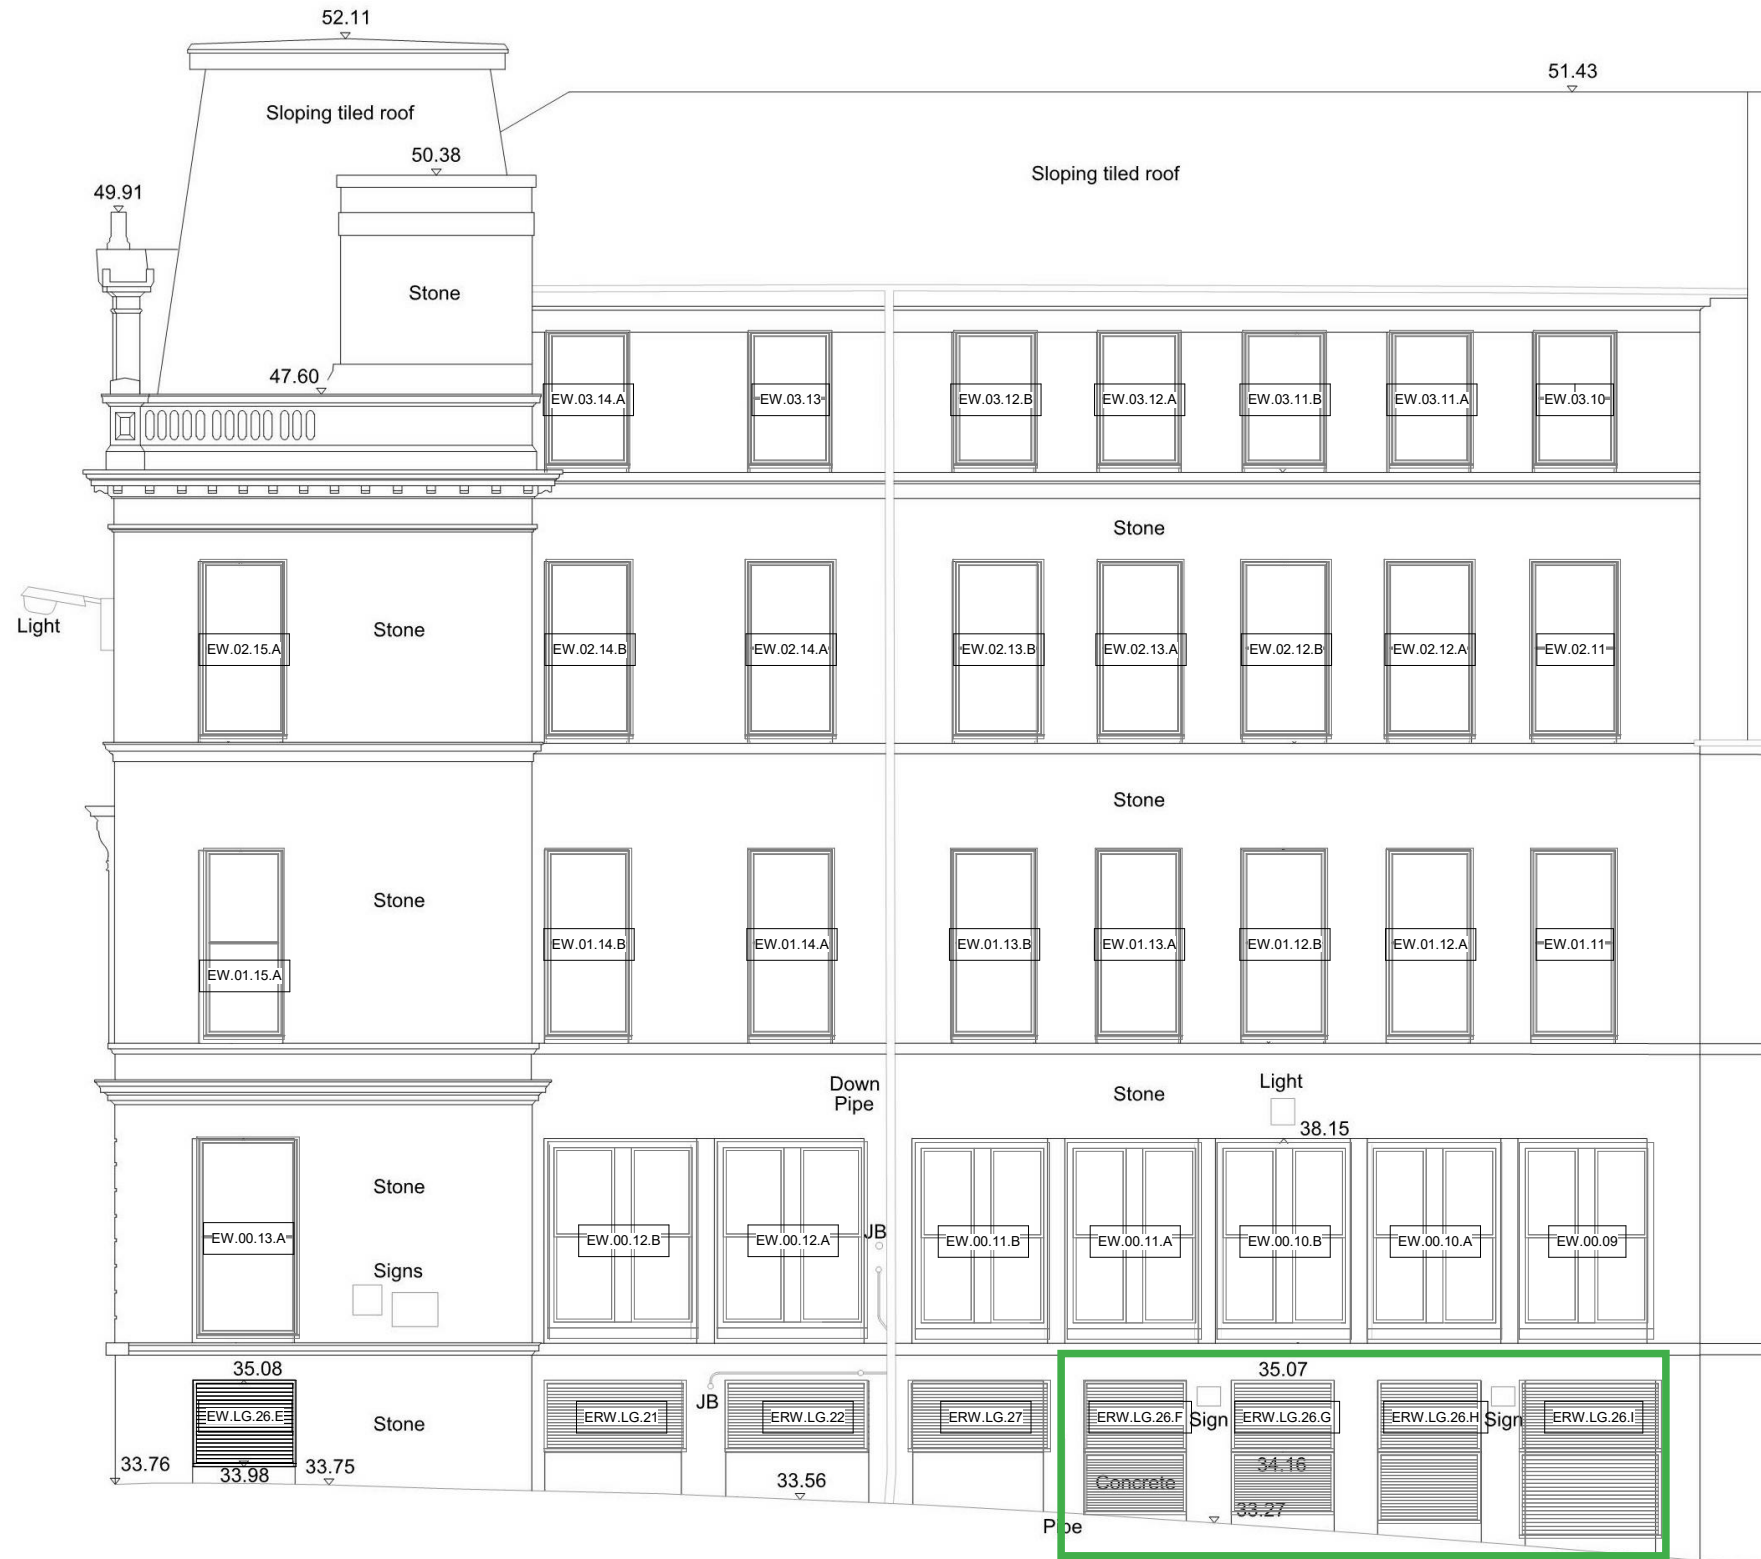 52.11
51.43
Sloping tiled roof
50.38
Sloping tiled roof
49.91
Stone
47.60
EW.03.14.A
EW.03.13
EW.03.12.B
EW.03.12.A
EW.03.11.B
EW.03.11.A
EW.03.10
Stone
Light
Stone
EW.02.15.A
EW.02.14.B
EW.02.14.A
EW.02.13.B
EW.02.13.A
EW.02.12.B
EW.02.12.A
EW.02.11
Stone
Stone
EW.01.15.A
EW.01.14.B
EW.01.14.A
EW.01.13.B
EW.01.13.A
EW.01.12.B
EW.01.12.A
EW.01.11
Down
Pipe
Stone
Light
38.15
Stone
EW.00.13.A
EW.00.12.B
EW.00.12.A
JB
EW.00.11.B
EW.00.11.A
EW.00.10.B
EW.00.10.A
EW.00.09
Signs
35.08
35.07
EW.LG.26.E
Stone
ERW.LG.21
JB
ERW.LG.22
ERW.LG.27
ERW.LG.26.F
Sign
ERW.LG.26.G
ERW.LG.26.H
Sign
ERW.LG.26.I
33.76
33.98
33.75
33.56
Concrete
34.16
33.27
Pipe